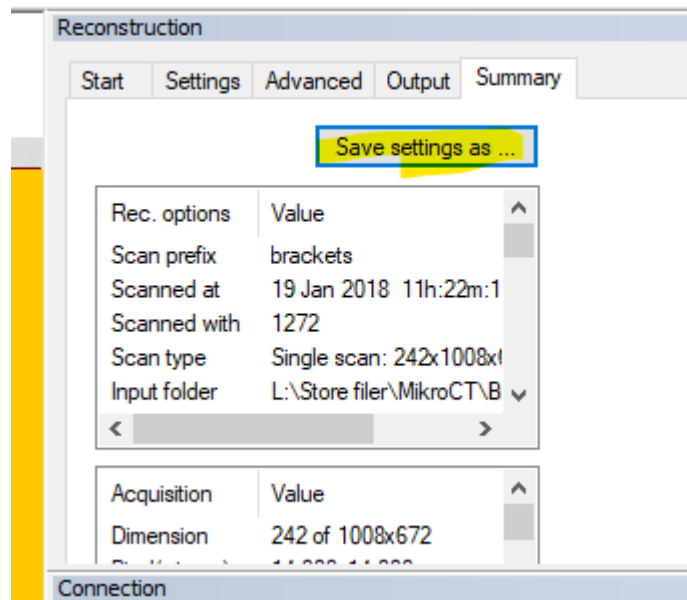 Reconstruction
Start Settings Advanced Output Summary
Save settings as ...
Rec. options Value
Scan prefix brackets
Scanned at 19 Jan 2018 11h:22m:1
Scanned with 1272
Scan type Single scan: 242x1008x
Input folder L:\Store filer\MikroCT\B
Acquisition Value
Dimension 242 of 1008x672
Connection